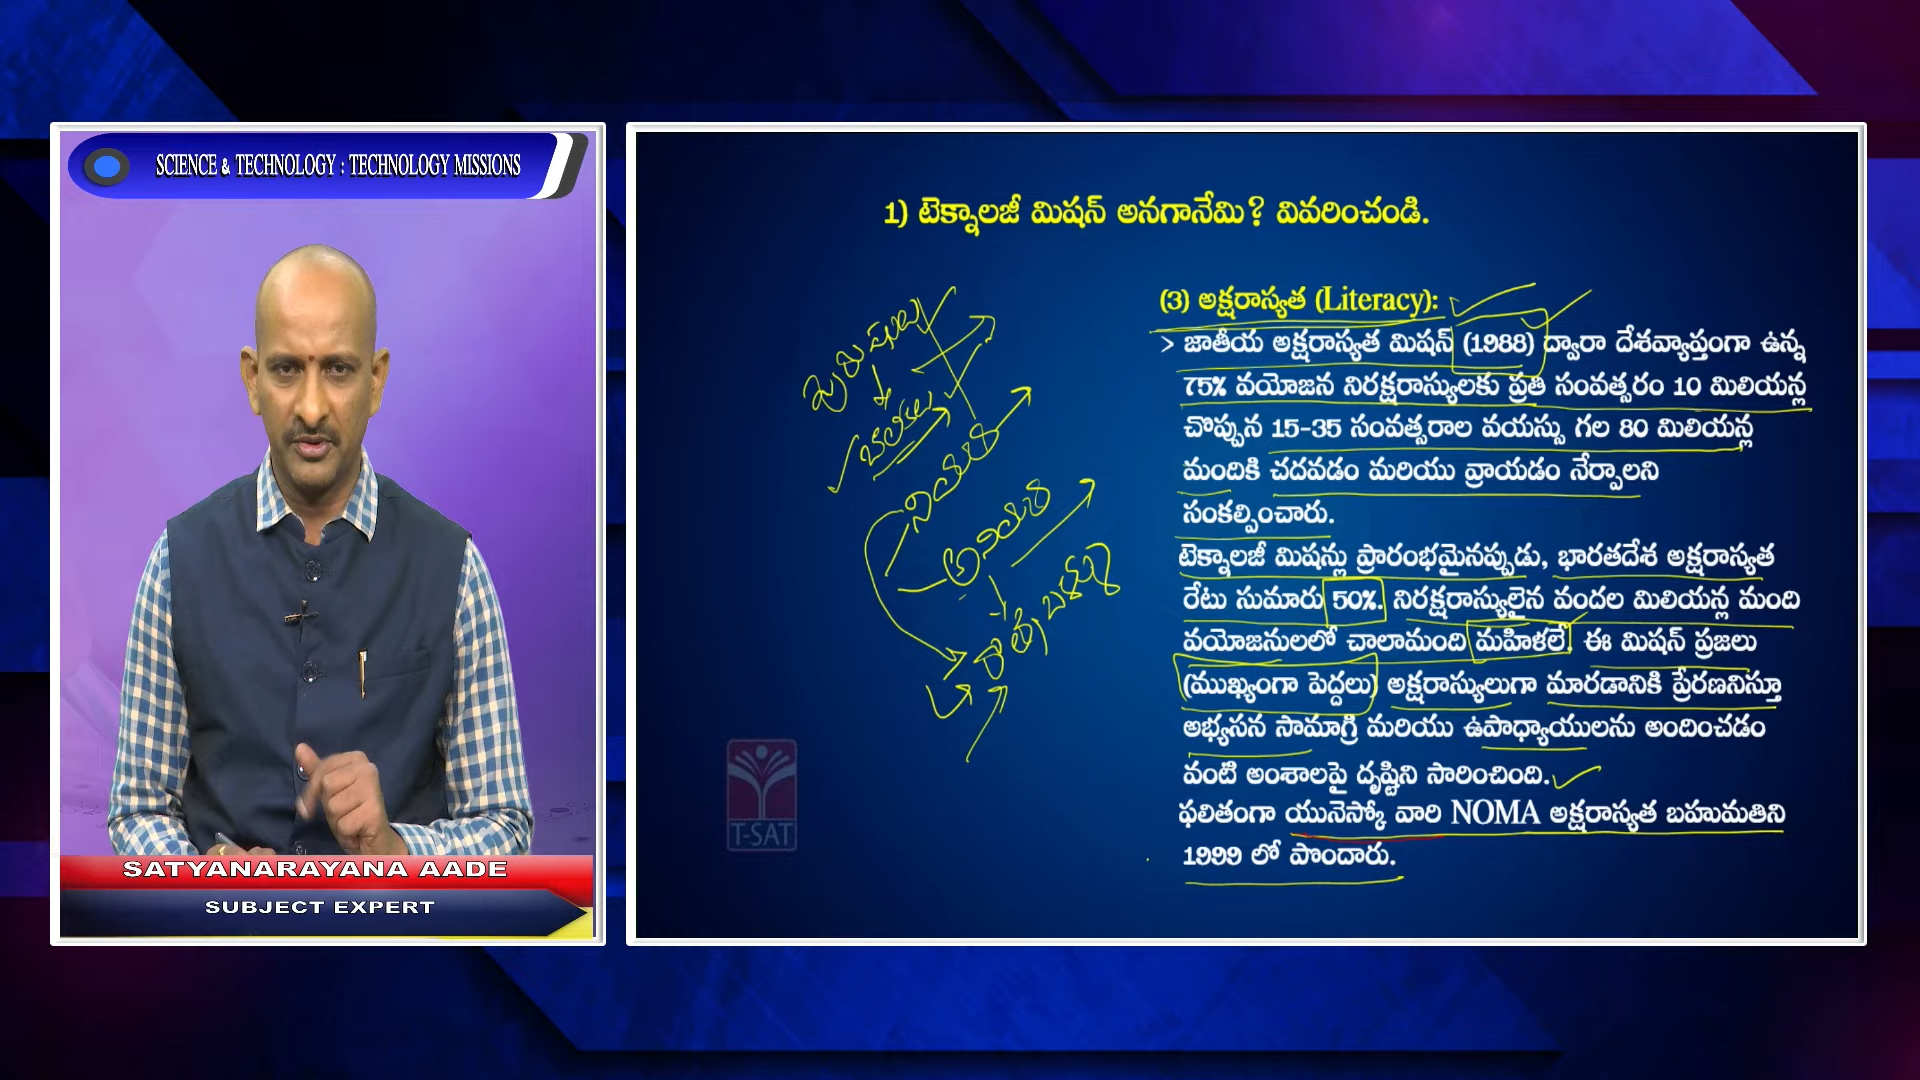 SCIENCE & TECHNOLOGY : TECHNOLOGY MISSIONS
1) టెక్నాలజీ మిషన్ అనగానేమి? వివరించండి.
(3) అక్షరాస్యత (Literacy):
> జాతీయ అక్షరాస్యత మిషన్ (1988) ద్వారా దేశవ్యాప్తంగా ఉన్న
75% వయోజన నిరక్షరాస్యులకు ప్రతి సంవత్సరం 10 మిలియన్ల
చొప్పున 15-35 సంవత్సరాల వయస్సు గల 80 మిలియన్ల
మందికి చదవడం మరియు వ్రాయడం నేర్పాలని
సంకల్పించారు.
టెక్నాలజీ మిషన్లు ప్రారంభమైనప్పుడు, భారతదేశ అక్షరాస్యత
రేటు సుమారు 50%. నిరక్షరాస్యులైన వందల మిలియన్ల మంది
వయోజనులలో చాలామంది మహిళలే. ఈ మిషన్ ప్రజలు
(ముఖ్యంగా పెద్దలు) అక్షరాస్యులుగా మారడానికి ప్రేరణనిస్తూ
అభ్యసన సామాగ్రి మరియు ఉపాధ్యాయులను అందించడం
వంటి అంశాలపై దృష్టిని సారించింది.
ఫలితంగా యునెస్కో వారి NOMA అక్షరాస్యత బహుమతిని
1999 లో పొందారు.
పురుషులు
T-SAT
SATYANARAYANA AADE
SUBJECT EXPERT